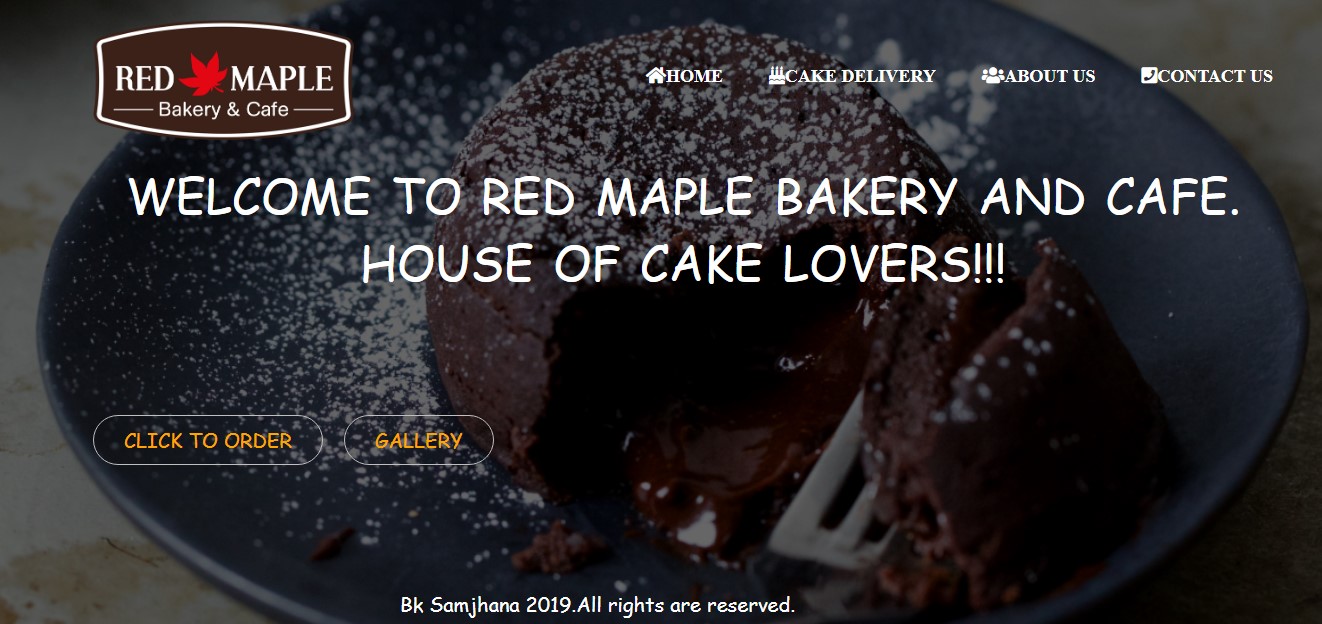 RED MAPLE
Bakery & Cafe
HOME CAKE DELIVERY ABOUT US CONTACT US
WELCOME TO RED MAPLE BAKERY AND CAFE.
HOUSE OF CAKE LOVERS!!!
CLICK TO ORDER GALLERY
Bk Samjhana 2019.All rights are reserved.